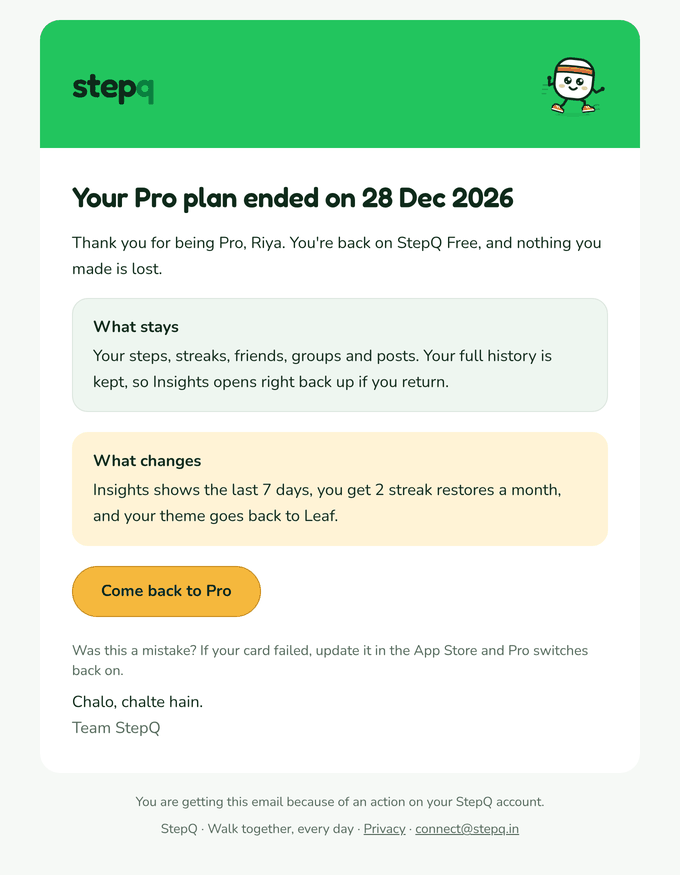 stepq
Your Pro plan ended on 28 Dec 2026
Thank you for being Pro, Riya. You're back on StepQ Free, and nothing you
made is lost.
What stays
Your steps, streaks, friends, groups and posts. Your full history is
kept, so Insights opens right back up if you return.
What changes
Insights shows the last 7 days, you get 2 streak restores a month,
and your theme goes back to Leaf.
Come back to Pro
Was this a mistake? If your card failed, update it in the App Store and Pro switches
back on.
Chalo, chalte hain.
Team StepQ
You are getting this email because of an action on your StepQ account.
StepQ · Walk together, every day · Privacy · connect@stepq.in